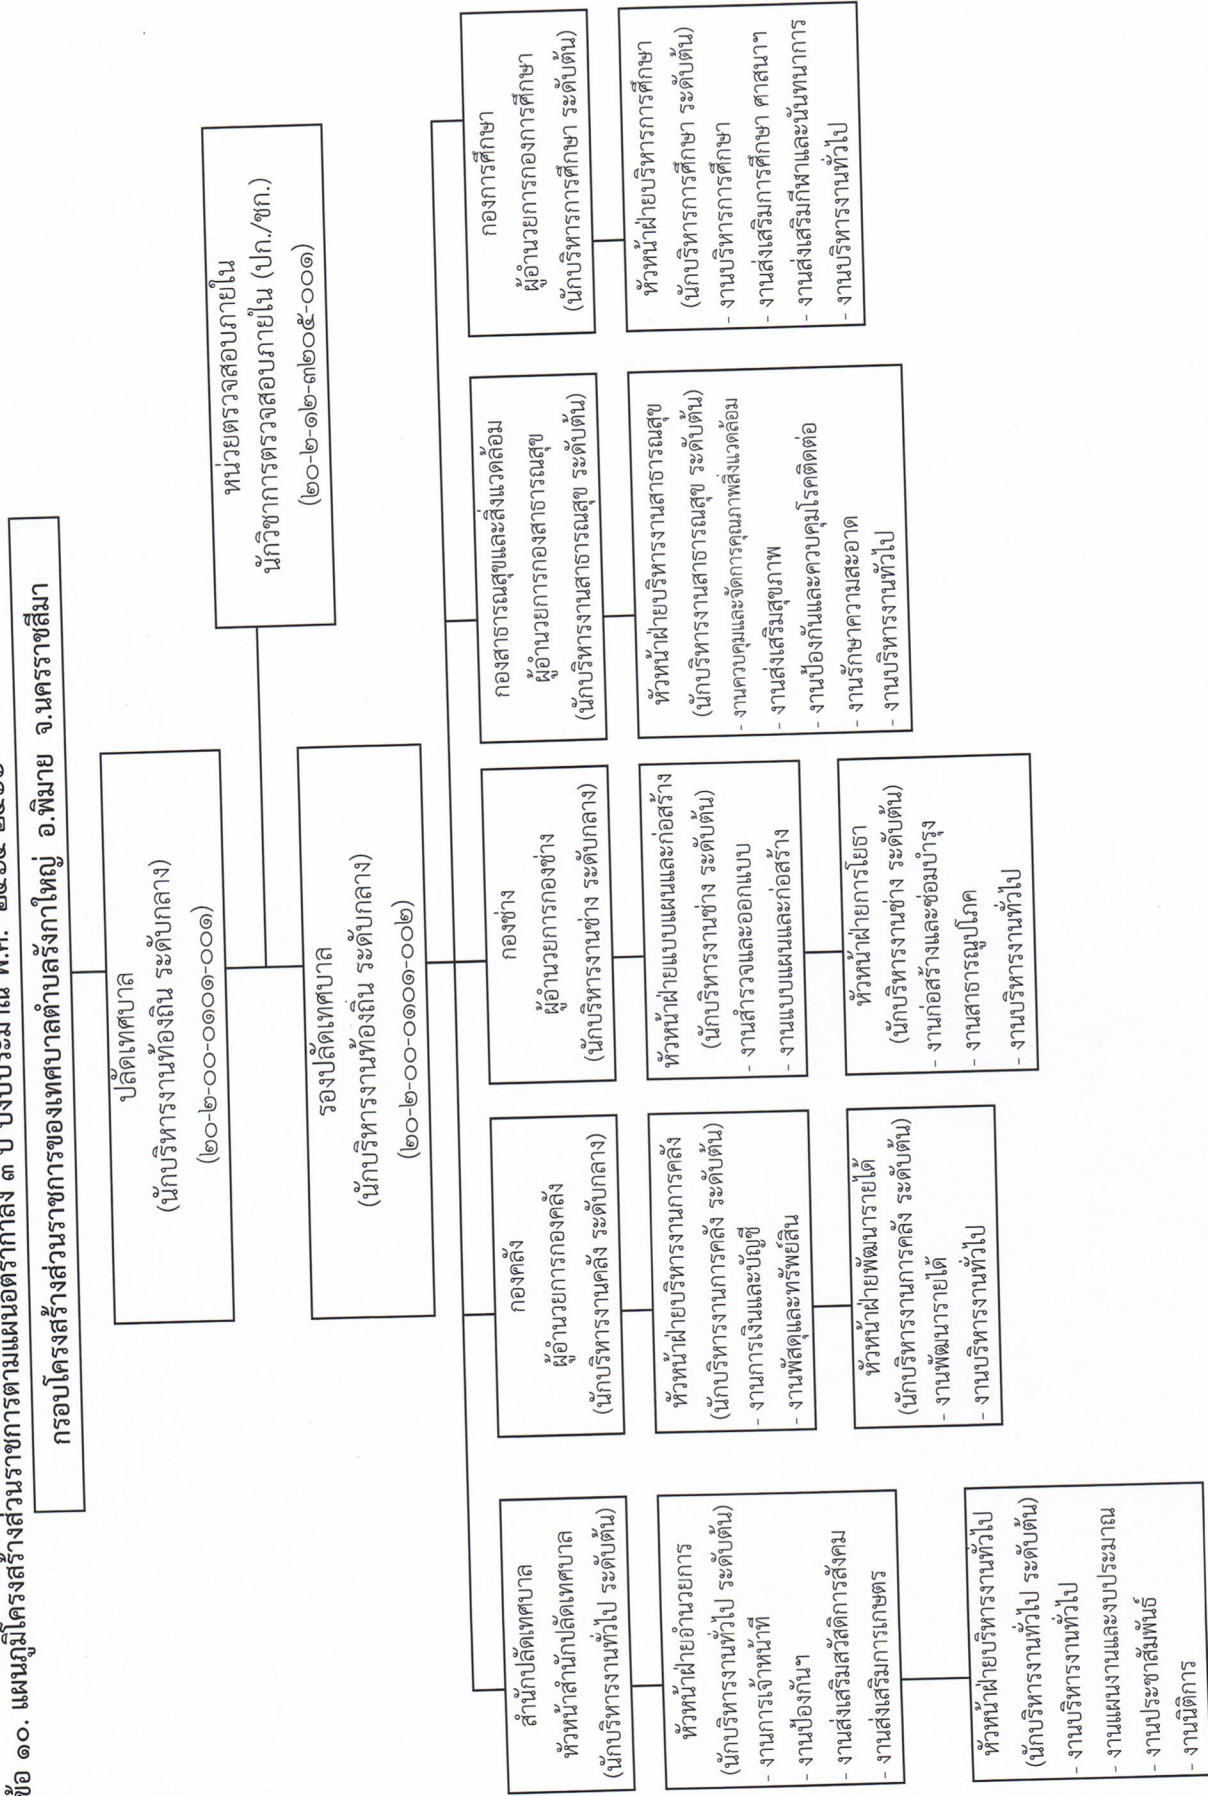 ข้อ ๑๐. แผนภูมิโครงสร้างส่วนราชการตามแผนอัตรากำลัง ๓ ปี ปีงบประมาณ พ.ศ.
กรอบโครงสร้างส่วนราชการของเทศบาลตำบลรังกาใหญ่ อ.พิมาย จ.นครราชสีมา
ปลัดเทศบาล
(นักบริหารงานท้องถิ่น ระดับกลาง)
(๒๐-๒-๐๐-๐๑๐๑-๐๐๑)
หน่วยตรวจสอบภายใน
นักวิชาการตรวจสอบภายใน (ปก./ชก.)
(๒๐-๒-๑๒-๓๒๐๕-๐๐๑)
รองปลัดเทศบาล
(นักบริหารงานท้องถิ่น ระดับกลาง)
(๒๐-๒-๐๐-๐๑๐๑-๐๐๒)
สำนักปลัดเทศบาล
หัวหน้าสำนักปลัดเทศบาล
(นักบริหารงานทั่วไป ระดับต้น)
หัวหน้าฝ่ายอำนวยการ
(นักบริหารงานทั่วไป ระดับต้น)
- งานการเจ้าหน้าที่
- งานป้องกันฯ
- งานส่งเสริมสวัสดิการสังคม
- งานส่งเสริมการเกษตร
หัวหน้าฝ่ายบริหารงานทั่วไป
(นักบริหารงานทั่วไป ระดับต้น)
- งานบริหารงานทั่วไป
- งานแผนงานและงบประมาณ
- งานประชาสัมพันธ์
- งานนิติการ
กองคลัง
ผู้อำนวยการกองคลัง
(นักบริหารงานคลัง ระดับกลาง)
หัวหน้าฝ่ายบริหารงานการคลัง
(นักบริหารงานการคลัง ระดับต้น)
- งานการเงินและบัญชี
- งานพัสดุและทรัพย์สิน
หัวหน้าฝ่ายพัฒนารายได้
(นักบริหารงานการคลัง ระดับต้น)
- งานพัฒนารายได้
- งานบริหารงานทั่วไป
กองช่าง
ผู้อำนวยการกองช่าง
(นักบริหารงานช่าง ระดับกลาง)
หัวหน้าฝ่ายแบบแผนและก่อสร้าง
(นักบริหารงานช่าง ระดับต้น)
- งานสำรวจและออกแบบ
- งานแบบแผนและก่อสร้าง
หัวหน้าฝ่ายการโยธา
(นักบริหารงานช่าง ระดับต้น)
- งานก่อสร้างและซ่อมบำรุง
- งานสาธารณูปโภค
- งานบริหารงานทั่วไป
กองสาธารณสุขและสิ่งแวดล้อม
ผู้อำนวยการกองสาธารณสุข
(นักบริหารงานสาธารณสุข ระดับต้น)
หัวหน้าฝ่ายบริหารงานสาธารณสุข
(นักบริหารงานสาธารณสุข ระดับต้น)
- งานควบคุมและจัดการคุณภาพสิ่งแวดล้อม
- งานส่งเสริมสุขภาพ
- งานป้องกันและควบคุมโรคติดต่อ
- งานรักษาความสะอาด
- งานบริหารงานทั่วไป
กองการศึกษา
ผู้อำนวยการกองการศึกษา
(นักบริหารการศึกษา ระดับต้น)
หัวหน้าฝ่ายบริหารการศึกษา
(นักบริหารการศึกษา ระดับต้น)
- งานบริหารการศึกษา
- งานส่งเสริมการศึกษา ศาสนาฯ
- งานส่งเสริมกีฬาและนันทนาการ
- งานบริหารงานทั่วไป